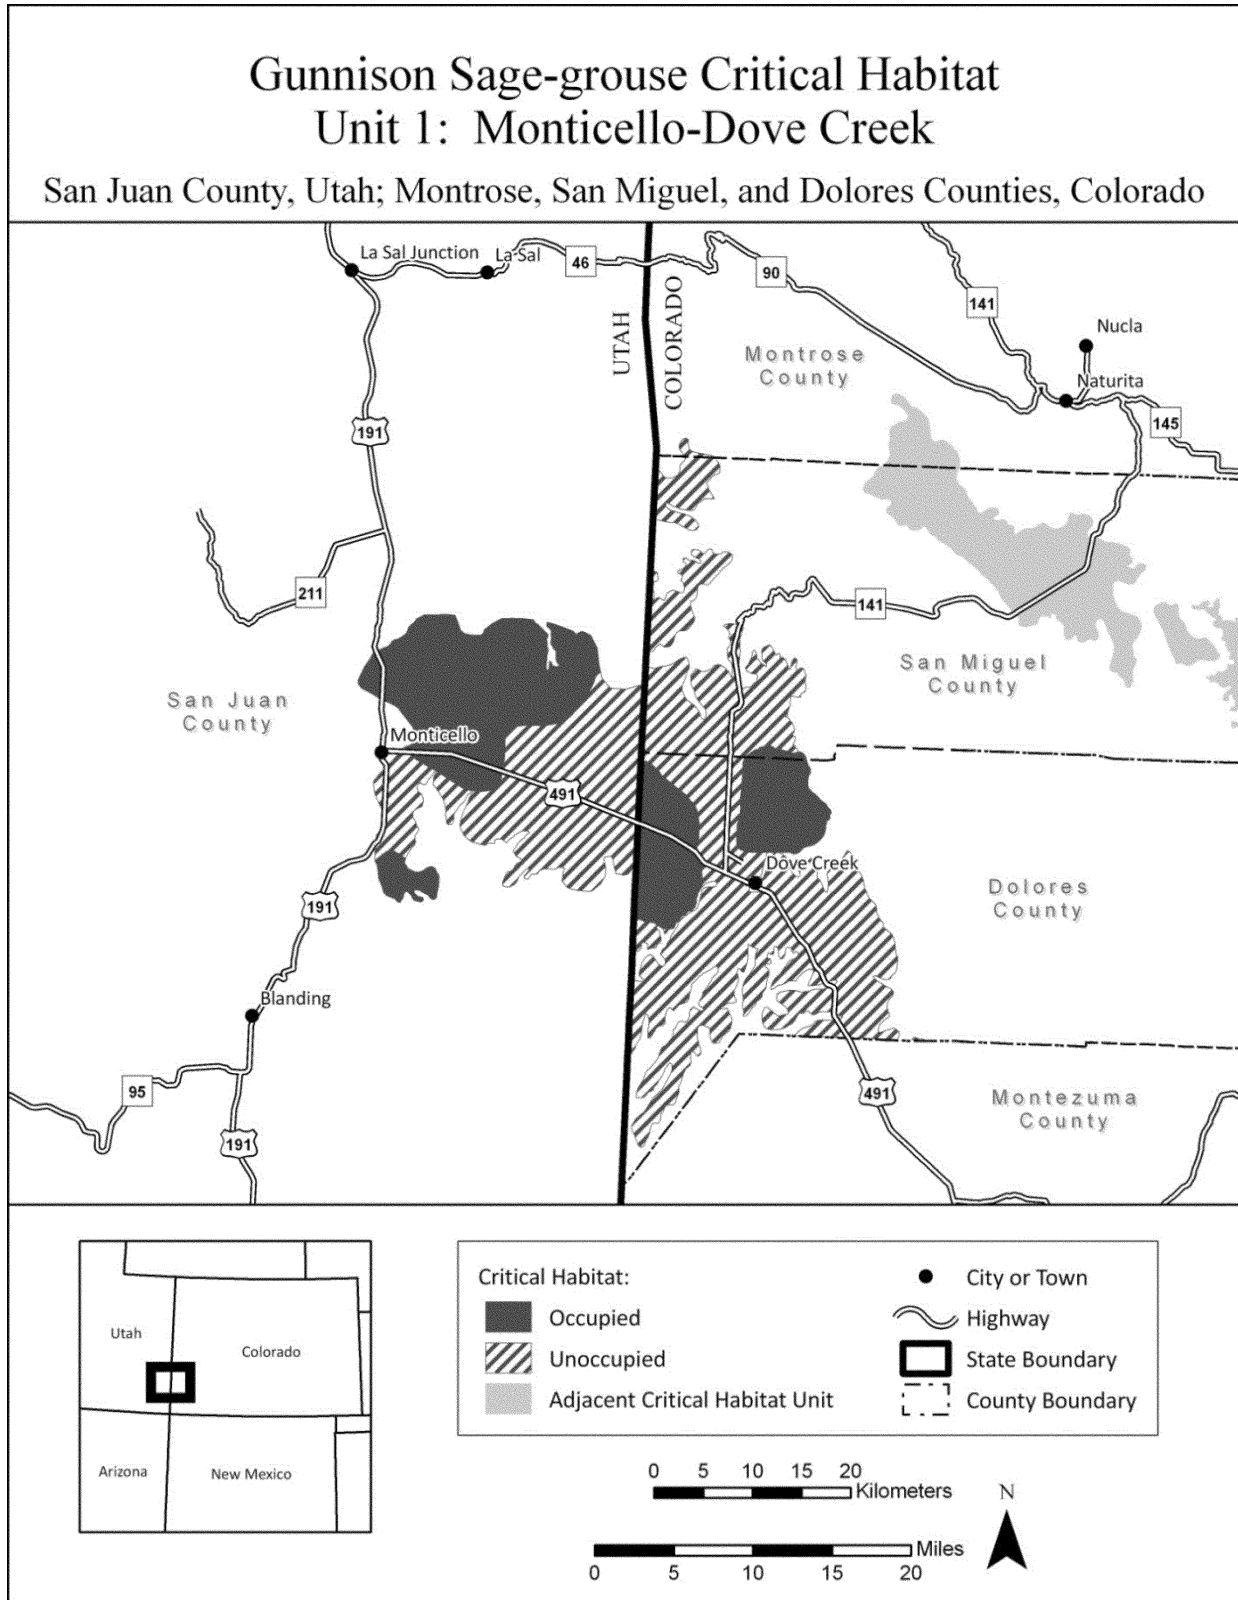 Gunnison Sage-grouse Critical Habitat
Unit 1: Monticello-Dove Creek
San Juan County, Utah; Montrose, San Miguel, and Dolores Counties, Colorado
La Sal Junction
La Sal
46
90
141
UTAH
COLORADO
Nucla
Montrose
County
Naturita
191
145
211
141
San Miguel
County
San Juan
County
Monticello
491
Dove Creek
Dolores
County
191
Blanding
95
491
Montezuma
County
191
Utah
Colorado
Arizona
New Mexico
Critical Habitat:
Occupied
Unoccupied
Adjacent Critical Habitat Unit
City or Town
Highway
State Boundary
County Boundary
0 5 10 15 20
Kilometers
N
Miles
0 5 10 15 20